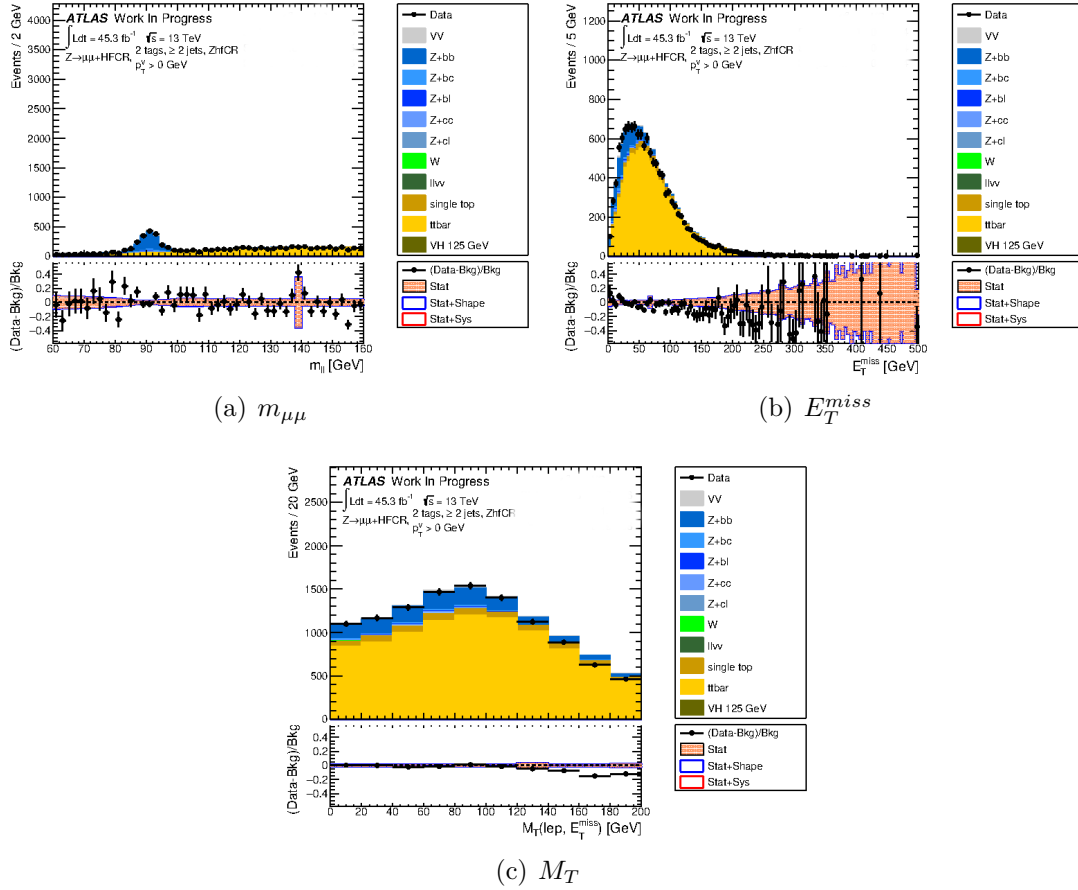 ATLAS Work In Progress
∫Ldt = 45.3 fb⁻¹ √s = 13 TeV
Z→μμ+HFCR, 2 tags, ≥ 2 jets, ZhfCR
p_T^V > 0 GeV
Events / 2 GeV
4000
3500
3000
2500
2000
1500
1000
500
0
Data
VV
Z+bb
Z+bc
Z+bl
Z+cc
Z+cl
W
llvv
single top
ttbar
VH 125 GeV
(Data-Bkg)/Bkg
0.4
0.2
0
−0.2
−0.4
(Data-Bkg)/Bkg
Stat
Stat+Shape
Stat+Sys
60 70 80 90 100 110 120 130 140 150 160
m_ll [GeV]
(a) m_μμ
ATLAS Work In Progress
∫Ldt = 45.3 fb⁻¹ √s = 13 TeV
Z→μμ+HFCR, 2 tags, ≥ 2 jets, ZhfCR
p_T^V > 0 GeV
Events / 5 GeV
1200
1000
800
600
400
200
0
Data
VV
Z+bb
Z+bc
Z+bl
Z+cc
Z+cl
W
llvv
single top
ttbar
VH 125 GeV
(Data-Bkg)/Bkg
0.4
0.2
0
−0.2
−0.4
(Data-Bkg)/Bkg
Stat
Stat+Shape
Stat+Sys
0 50 100 150 200 250 300 350 400 450 500
E_T^miss [GeV]
(b) E_T^miss
ATLAS Work In Progress
∫Ldt = 45.3 fb⁻¹ √s = 13 TeV
Z→μμ+HFCR, 2 tags, ≥ 2 jets, ZhfCR
p_T^V > 0 GeV
Events / 20 GeV
2500
2000
1500
1000
500
0
Data
VV
Z+bb
Z+bc
Z+bl
Z+cc
Z+cl
W
llvv
single top
ttbar
VH 125 GeV
(Data-Bkg)/Bkg
0.4
0.2
0
−0.2
−0.4
(Data-Bkg)/Bkg
Stat
Stat+Shape
Stat+Sys
0 20 40 60 80 100 120 140 160 180 200
M_T(lep, E_T^miss) [GeV]
(c) M_T